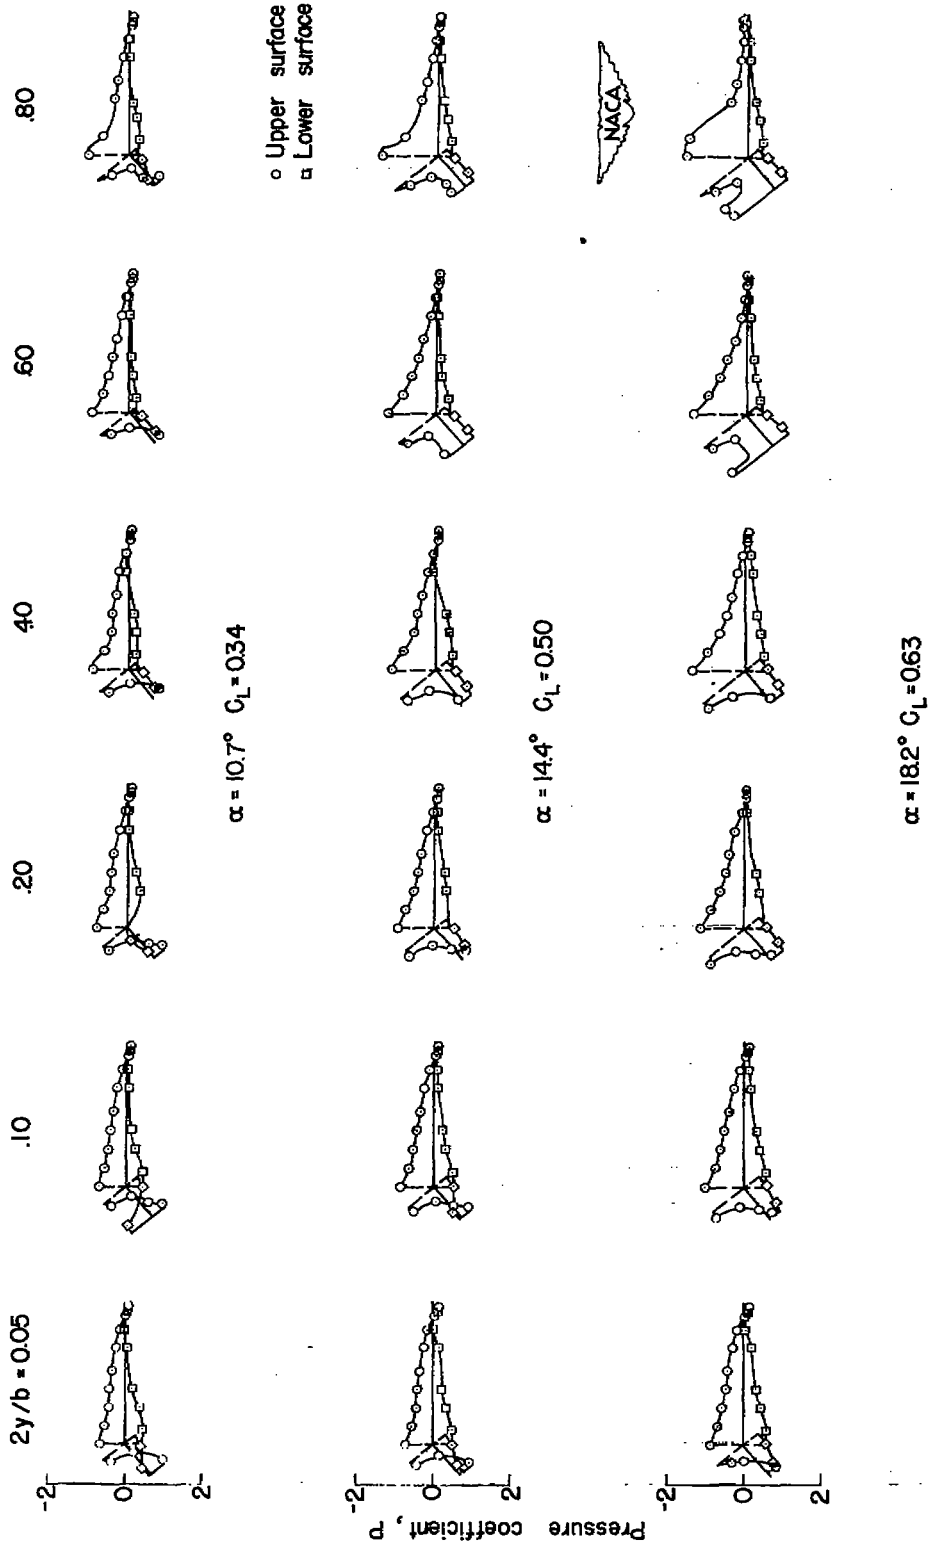 2y/b = 0.05
.10
.20
.40
.60
.80
-2
0
2
α = 10.7° C_L = 0.34
○ Upper surface
□ Lower surface
Pressure coefficient, P
-2
0
2
α = 14.4° C_L = 0.50
NACA
-2
0
2
α = 18.2° C_L = 0.63